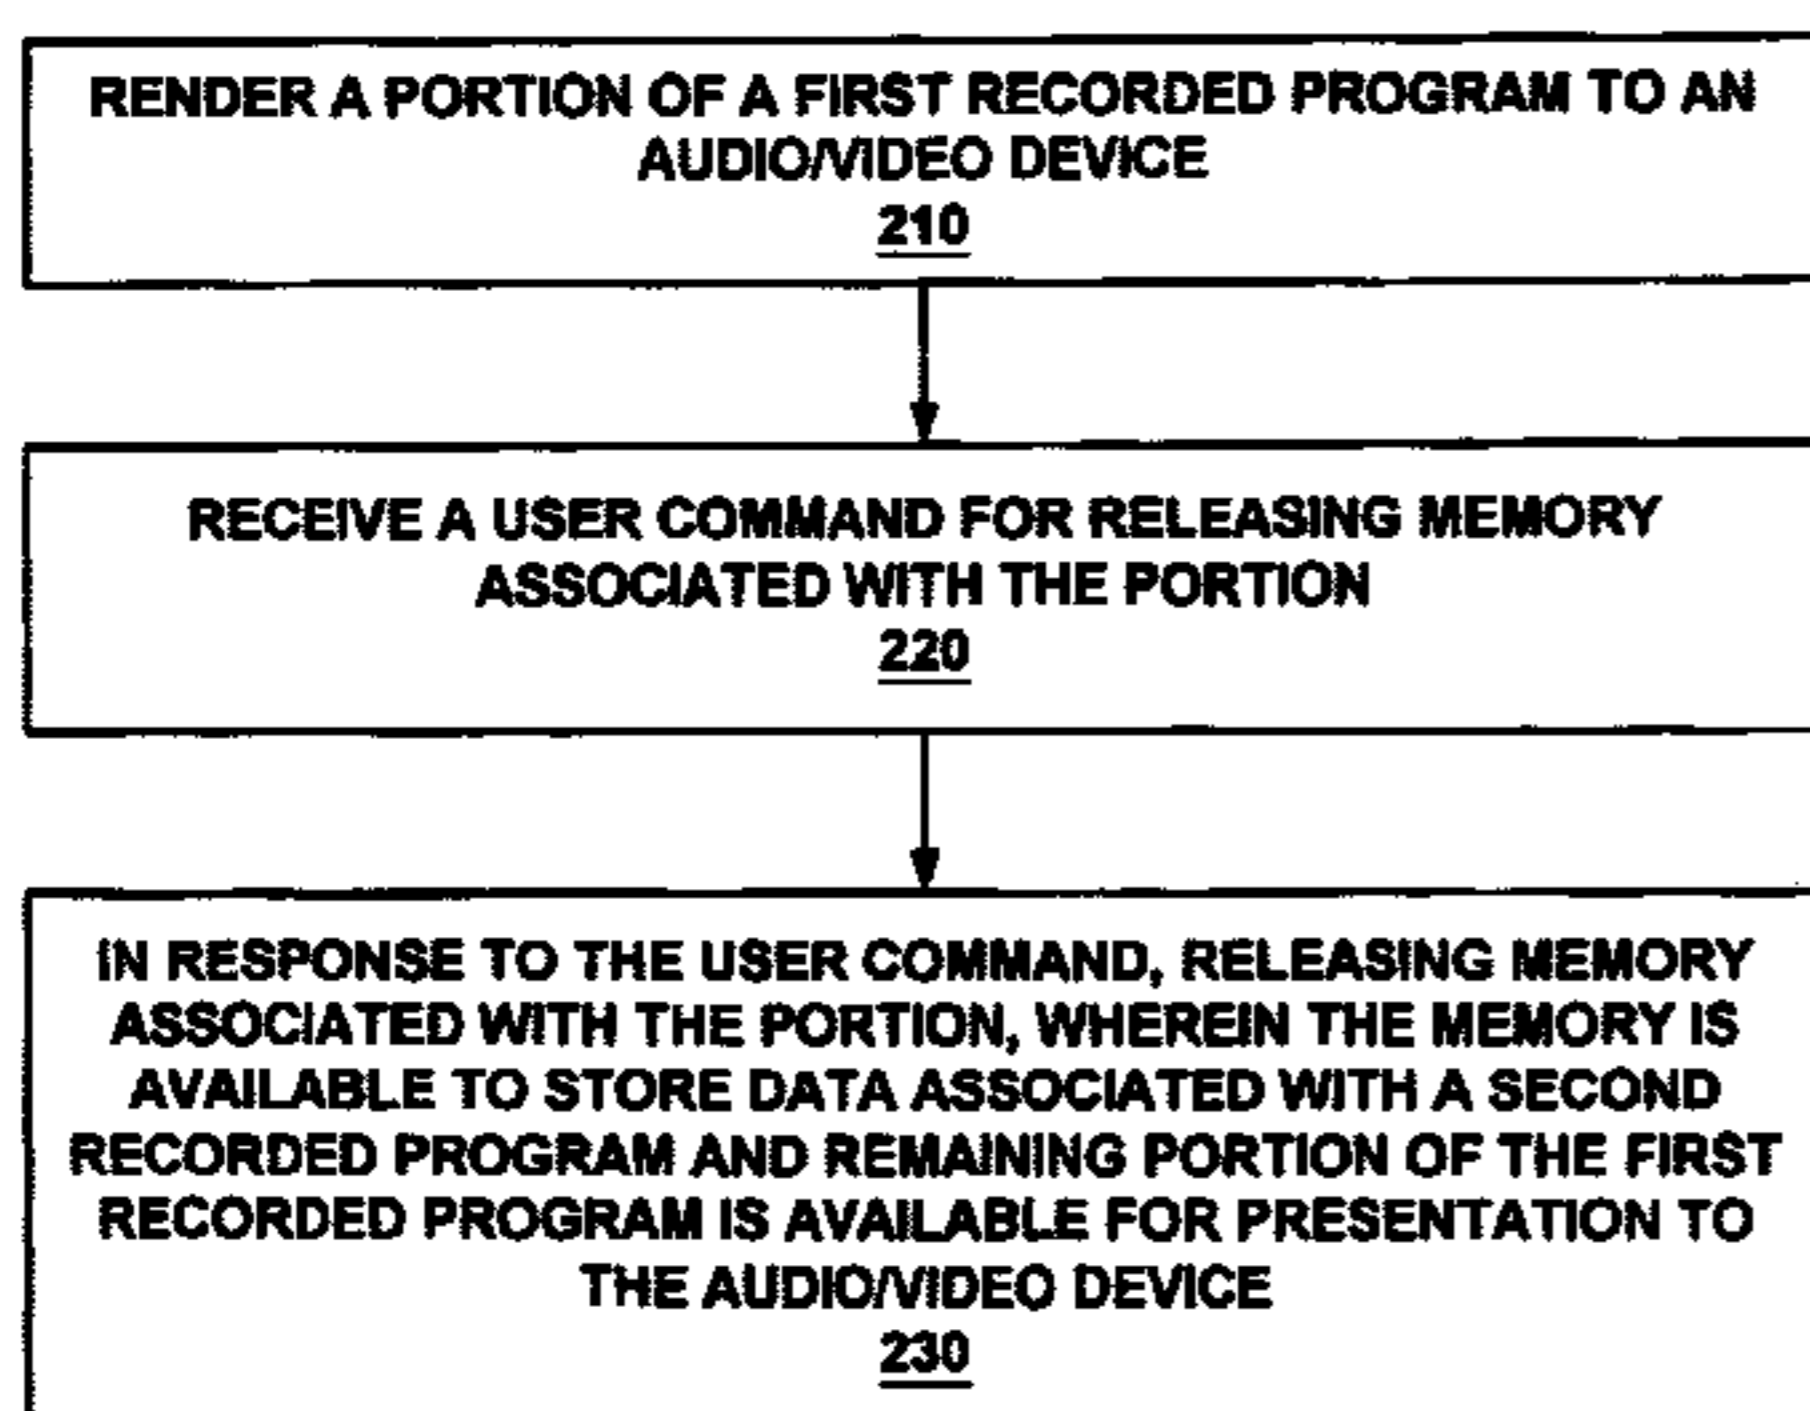 RENDER A PORTION OF A FIRST RECORDED PROGRAM TO AN
AUDIO/VIDEO DEVICE
210
RECEIVE A USER COMMAND FOR RELEASING MEMORY
ASSOCIATED WITH THE PORTION
220
IN RESPONSE TO THE USER COMMAND, RELEASING MEMORY
ASSOCIATED WITH THE PORTION, WHEREIN THE MEMORY IS
AVAILABLE TO STORE DATA ASSOCIATED WITH A SECOND
RECORDED PROGRAM AND REMAINING PORTION OF THE FIRST
RECORDED PROGRAM IS AVAILABLE FOR PRESENTATION TO
THE AUDIO/VIDEO DEVICE
230